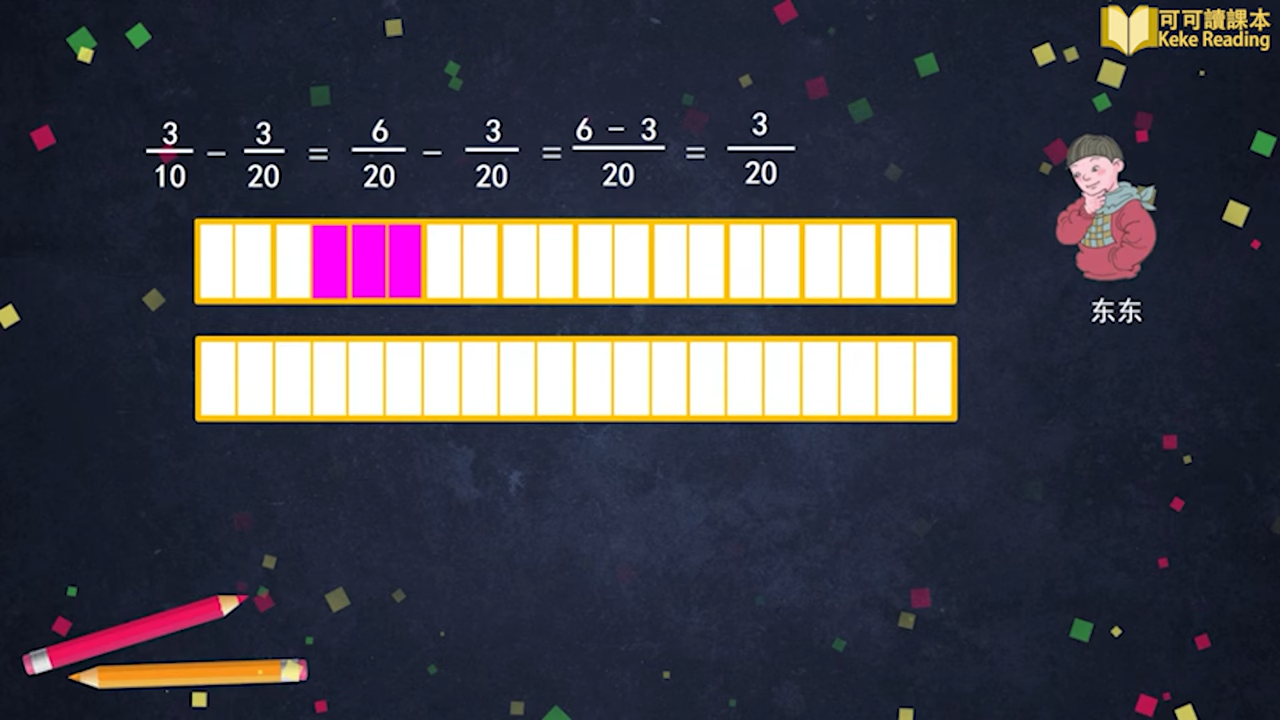 可可讀課本
Keke Reading
3/10 − 3/20 = 6/20 − 3/20 = (6 − 3)/20 = 3/20
东东